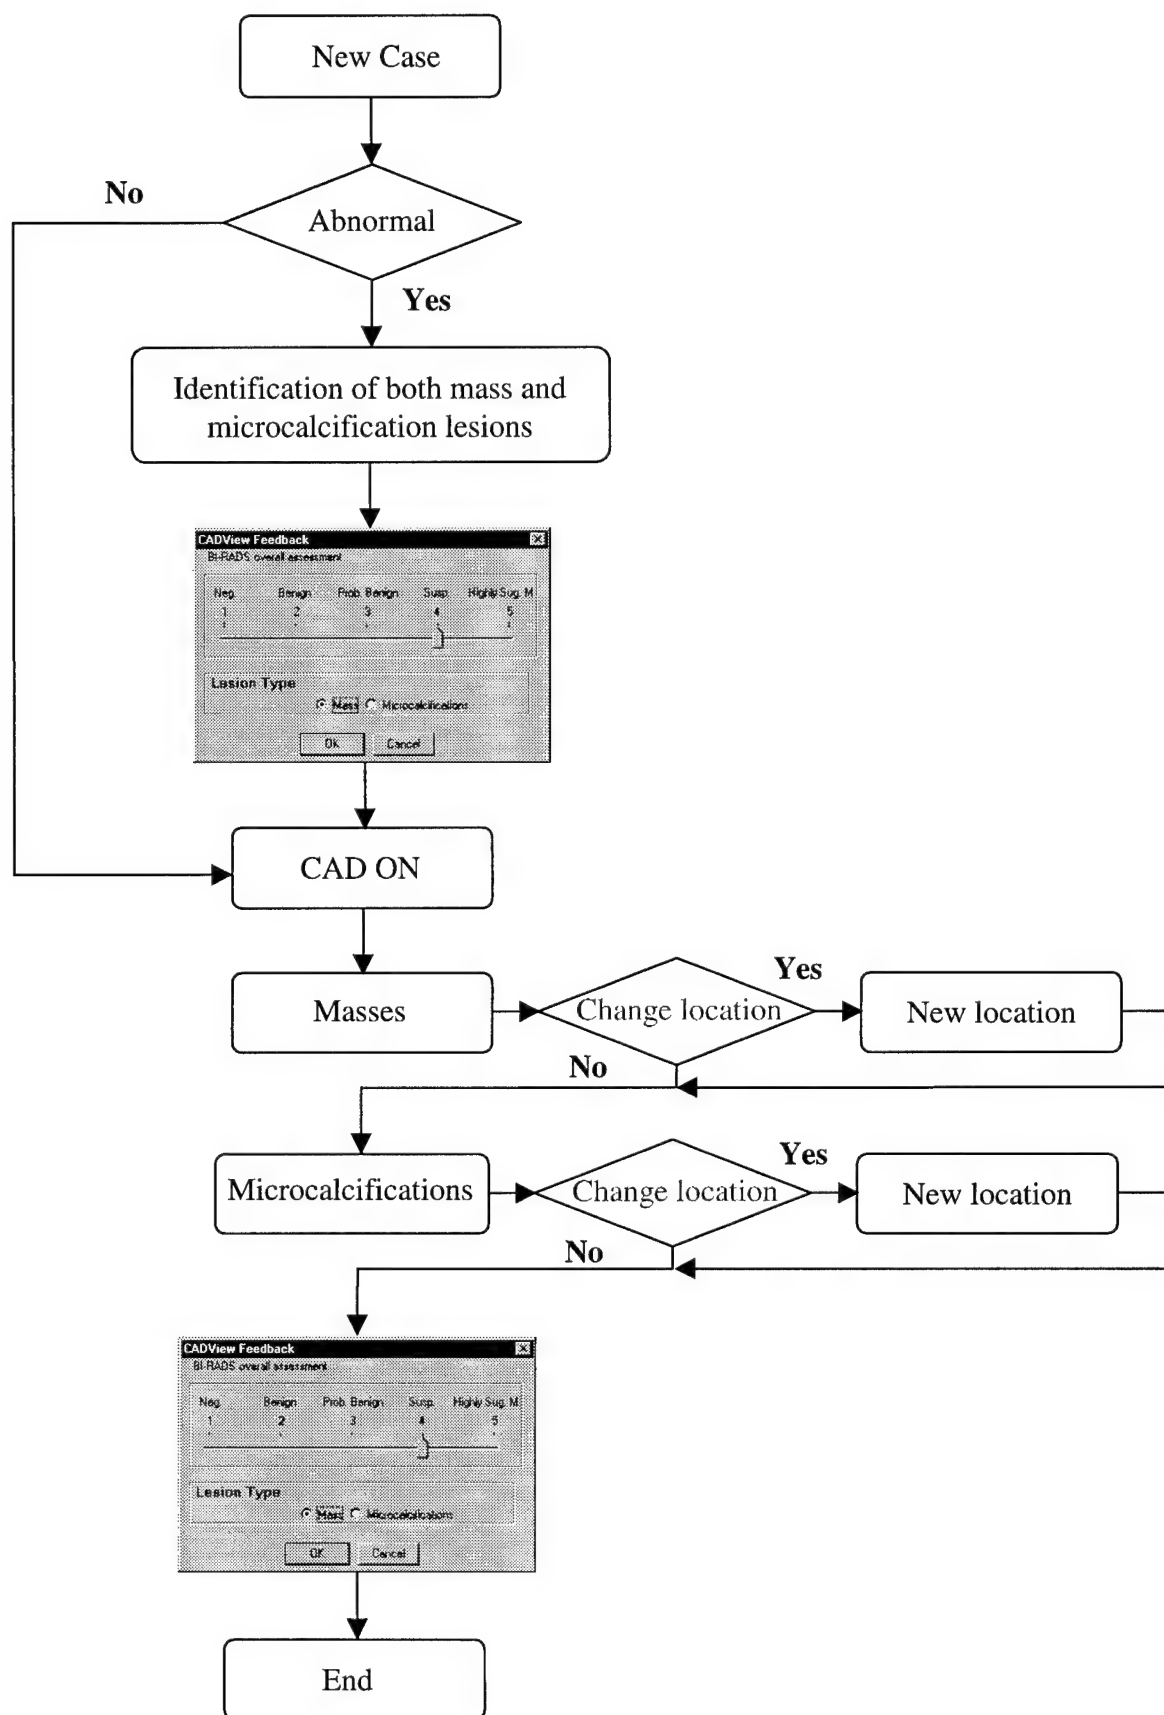 New Case
No
Abnormal
Yes
Identification of both mass and
microcalcification lesions
CADView Feedback
BI-RADS overall assessment
Neg. Benign Prob. Benign Susp. Highly Sug. M
1 2 3 4 5
Lesion Type
Mass Microcalcifications
OK Cancel
CAD ON
Masses
Change location
Yes
New location
No
Microcalcifications
Change location
Yes
New location
No
CADView Feedback
BI-RADS overall assessment
Neg. Benign Prob. Benign Susp. Highly Sug. M
1 2 3 4 5
Lesion Type
Mass Microcalcifications
OK Cancel
End